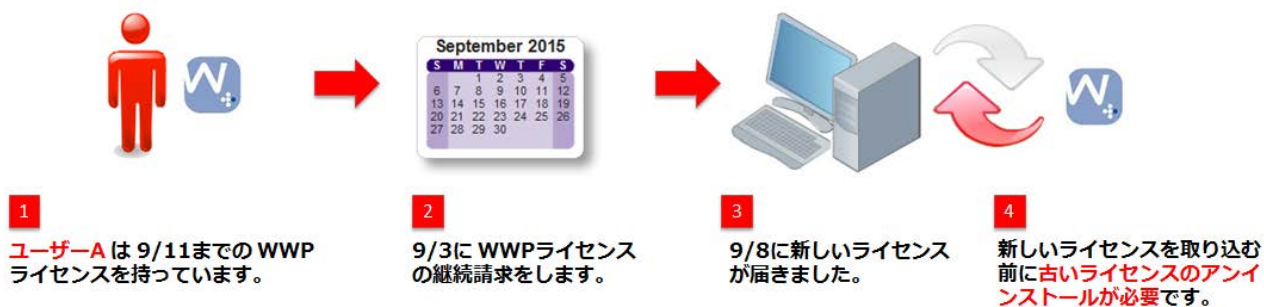 September 2015
S M T W T F S
1 2 3 4 5
6 7 8 9 10 11 12
13 14 15 16 17 18 19
20 21 22 23 24 25 26
27 28 29 30
1
ユーザーA は 9/11までの WWP
ライセンスを持っています。
2
9/3に WWPライセンス
の継続請求をします。
3
9/8に新しいライセンス
が届きました。
4
新しいライセンスを取り込む
前に古いライセンスのアンイ
ンストールが必要です。